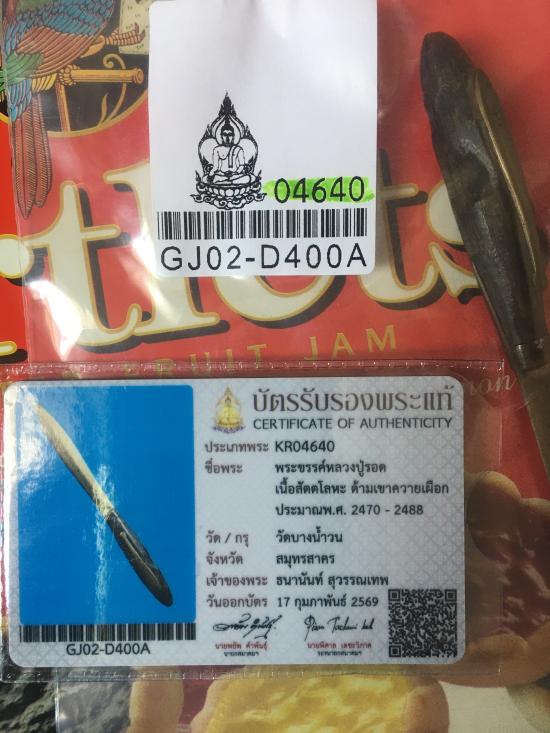 04640
GJ02-D400A
rtlets
FRUIT JAM
บัตรรับรองพระแท้
CERTIFICATE OF AUTHENTICITY
ประเภทพระ KR04640
ชื่อพระ พระขรรค์หลวงปู่รอด
เนื้อสัตตโลหะ ด้ามเขาควายเผือก
ประมาณพ.ศ. 2470 - 2488
วัด / กรุ วัดบางน้ำวน
จังหวัด สมุทรสาคร
เจ้าของพระ ธนานันท์ สุวรรณเทพ
วันออกบัตร 17 กุมภาพันธ์ 2569
GJ02-D400A